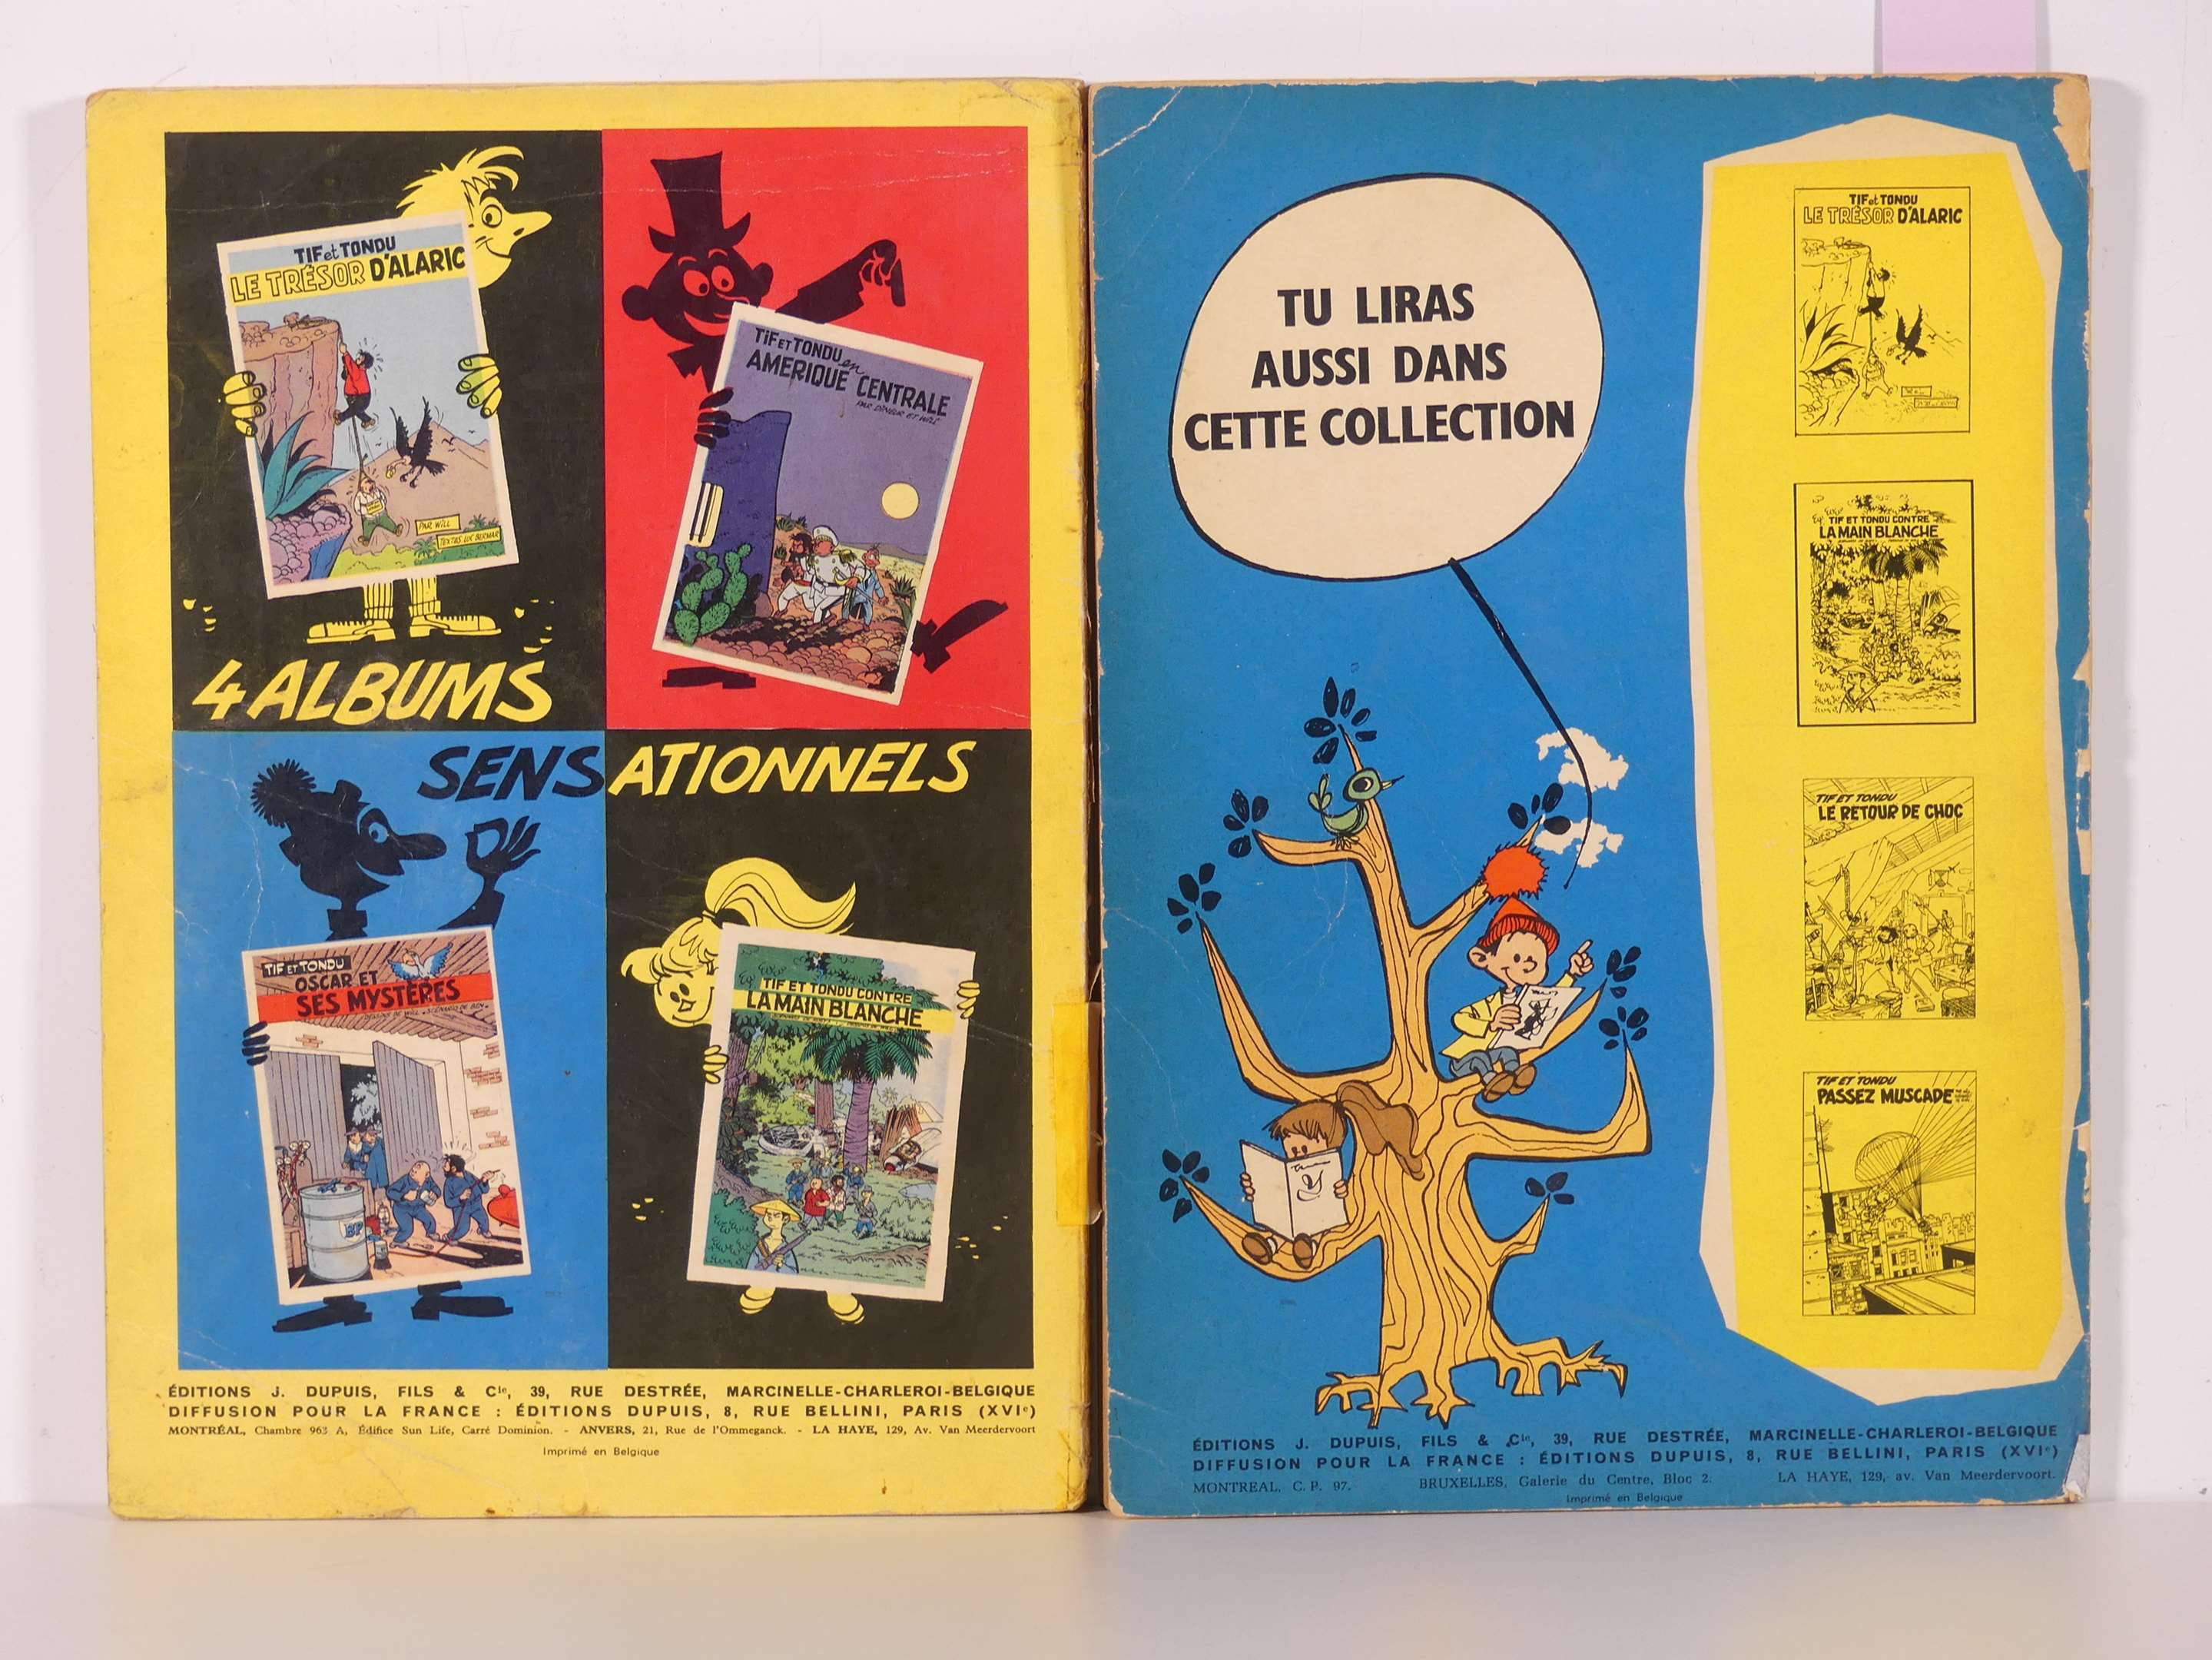 TIF et TONDU
LE TRÉSOR D'ALARIC
PAR WILL
TIF ET TONDU en
AMERIQUE CENTRALE
PAR DINEUR ET WILL
4 ALBUMS
SENSATIONNELS
TIF ET TONDU
OSCAR ET
SES MYSTÈRES
BP
TIF ET TONDU CONTRE
LA MAIN BLANCHE
ÉDITIONS J. DUPUIS, FILS & Cie, 39, RUE DESTRÉE, MARCINELLE-CHARLEROI-BELGIQUE
DIFFUSION POUR LA FRANCE : ÉDITIONS DUPUIS, 8, RUE BELLINI, PARIS (XVIe)
MONTRÉAL, Chambre 963 A, Édifice Sun Life, Carré Dominion. - ANVERS, 21, Rue de l'Ommeganck. - LA HAYE, 129, Av. Van Meerdervoort
Imprimé en Belgique
TU LIRAS
AUSSI DANS
CETTE COLLECTION
TIF et TONDU
LE TRÉSOR D'ALARIC
TIF ET TONDU CONTRE
LA MAIN BLANCHE
TIF ET TONDU
LE RETOUR DE CHOC
TIF ET TONDU
PASSEZ MUSCADE
ÉDITIONS J. DUPUIS, FILS & Cie, 39, RUE DESTRÉE, MARCINELLE-CHARLEROI-BELGIQUE
DIFFUSION POUR LA FRANCE : ÉDITIONS DUPUIS, 8, RUE BELLINI, PARIS (XVIe)
MONTREAL, C. P. 97. BRUXELLES, Galerie du Centre, Bloc 2. LA HAYE, 129, av. Van Meerdervoort.
Imprimé en Belgique